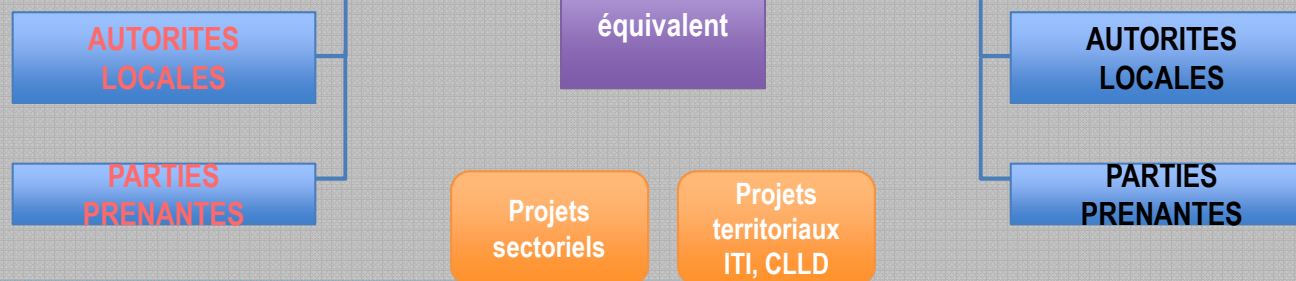 équivalent
AUTORITES
LOCALES
AUTORITES
LOCALES
PARTIES
PRENANTES
Projets
sectoriels
Projets
territoriaux
ITI, CLLD
PARTIES
PRENANTES